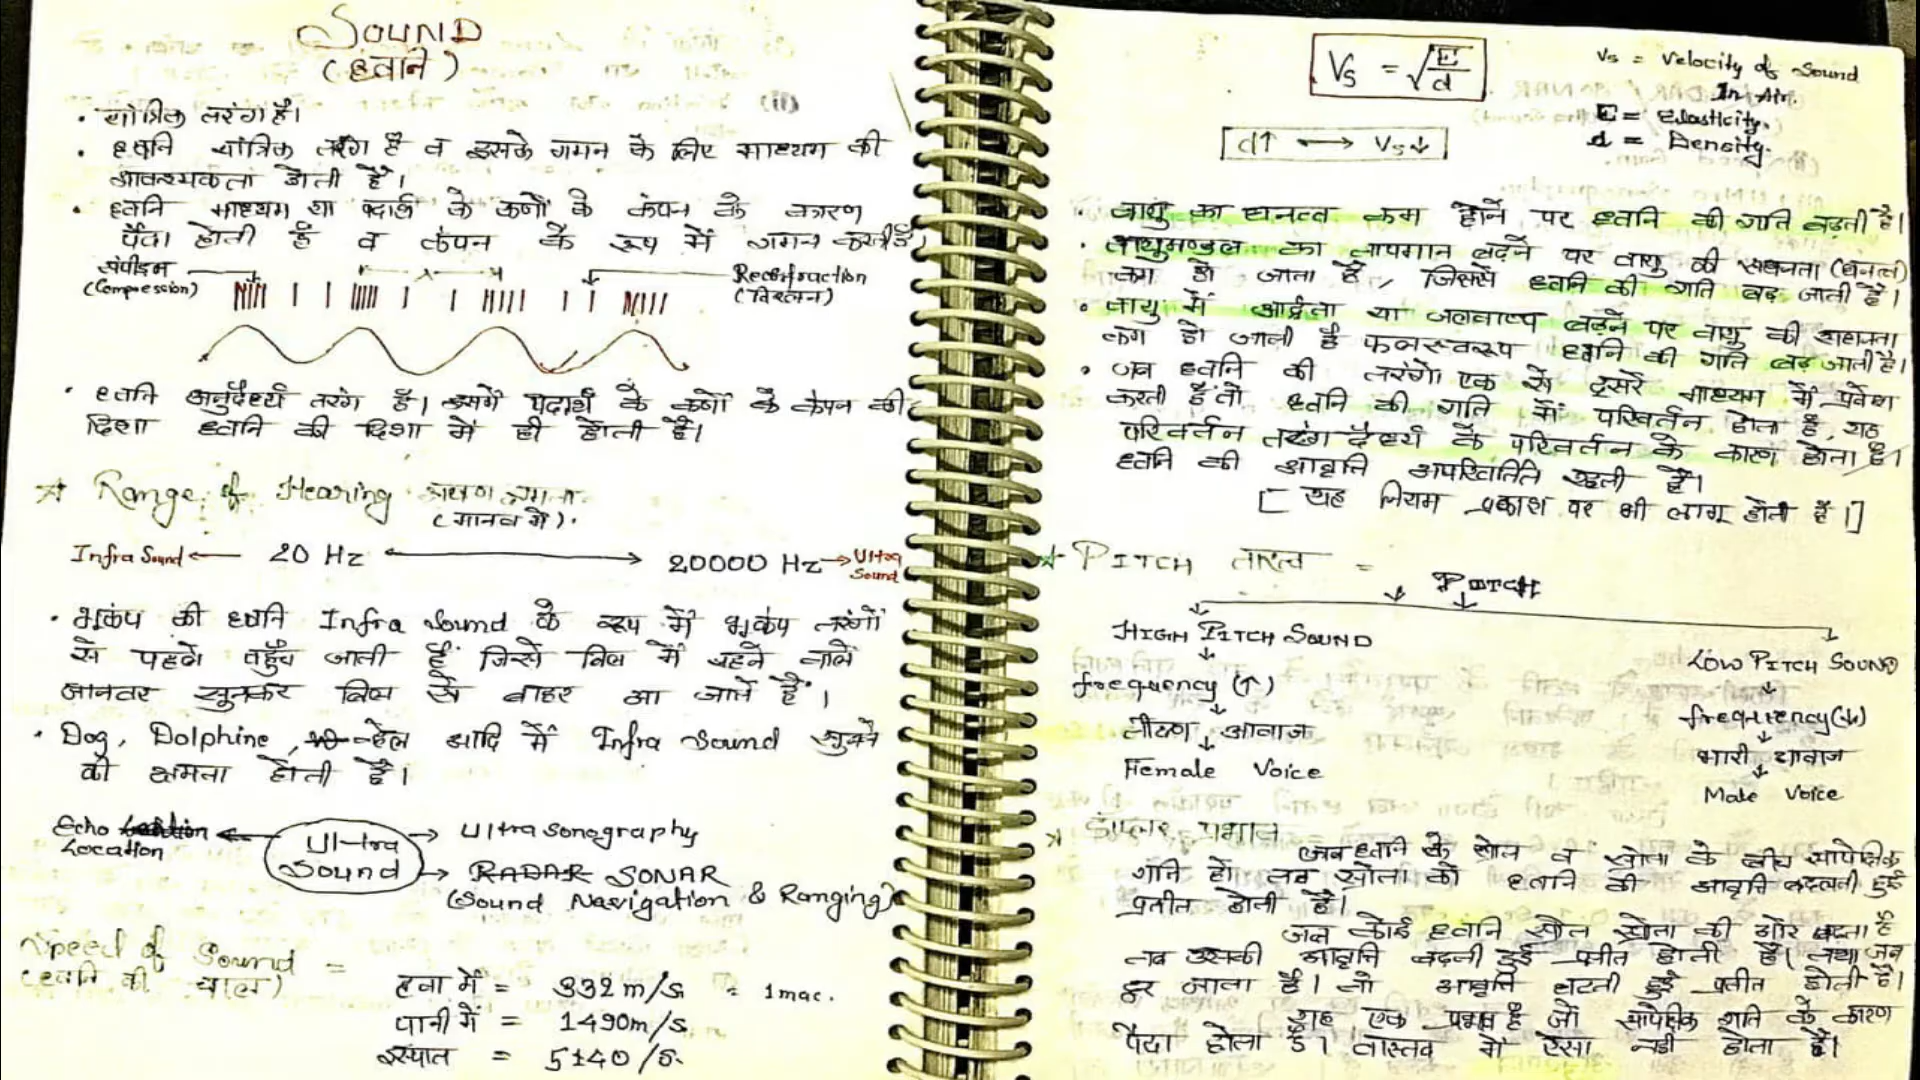 SOUND
(ध्वनि)
• यांत्रिक तरंग है।
• ध्वनि यांत्रिक तरंग है व इसके गमन के लिए माध्यम की
आवश्यकता होती है।
• ध्वनि माध्यम या पदार्थ के कणों के कंपन के कारण
पैदा होती है व कंपन के रूप में गमन करती है।
संपीडन
(Compression)
λ
(विरलन)
• ध्वनि अनुदैर्ध्य तरंग है। इसमें पदार्थ के कणों के कंपन की
दिशा ध्वनि की दिशा में ही होती है।
☆ Range of Hearing श्रवण क्षमता
(मानव में).
Infra Sound ← 20 Hz ↔ 20000 Hz → Ultra Sound
• भूकंप की ध्वनि Infra Sound के रूप में भूकंप तरंगों
से पहले पहुँच जाती है जिसे बिल में रहने वाले
जानवर सुनकर बिल से बाहर आ जाते हैं।
• Dog, Dolphine, व्हेल आदि में Infra Sound सुनने
की क्षमता होती है।
Echo Location ← Ultra Sound → Ultra sonography
→ RADAR SONAR
(Sound Navigation & Ranging)
Speed of Sound =
(ध्वनि की चाल)
हवा में = 332 m/s = 1 mac.
पानी में = 1490 m/s.
इस्पात = 5140 /s.
Vs = √E/d
Vs = Velocity of Sound
In Air.
E = Elasticity.
d = Density.
d↑ → Vs↓
• वायु का घनत्व कम होने पर ध्वनि की गति बढ़ती है।
• वायुमण्डल का तापमान बढ़ने पर वायु की सघनता (घनत्व)
कम हो जाता है, जिससे ध्वनि की गति बढ़ जाती है।
• वायु में आर्द्रता या जलवाष्प बढ़ने पर वायु की सघनता
कम हो जाती है फलस्वरूप ध्वनि की गति बढ़ जाती है।
• जब ध्वनि की तरंगे एक से दूसरे माध्यम में प्रवेश
करती है तो ध्वनि की गति में परिवर्तन होता है, यह
परिवर्तन तरंग दैर्ध्य के परिवर्तन के कारण होता है।
ध्वनि की आवृत्ति अपरिवर्तित रहती है।
[यह नियम प्रकाश पर भी लागू होता है।]
☆ PITCH तारत्व =
PITCH
HIGH PITCH SOUND
frequency (↑)
तीक्ष्ण आवाज
Female Voice
LOW PITCH SOUND
frequency (↓)
भारी आवाज
Male Voice
☆ डॉप्लर प्रभाव
जब ध्वनि के स्रोत व श्रोता के बीच सापेक्षिक
गति हो तब श्रोता को ध्वनि की आवृत्ति बदलती हुई
प्रतीत होती है।
जब कोई ध्वनि स्रोत श्रोता की ओर बढ़ता है
तब उसकी आवृत्ति बढ़ती हुई प्रतीत होती है। तथा जब
दूर जाता है। तो आवृत्ति घटती हुई प्रतीत होती है।
यह एक प्रभाव है जो सापेक्षिक गति के कारण
पैदा होता है। वास्तव में ऐसा नहीं होता है।